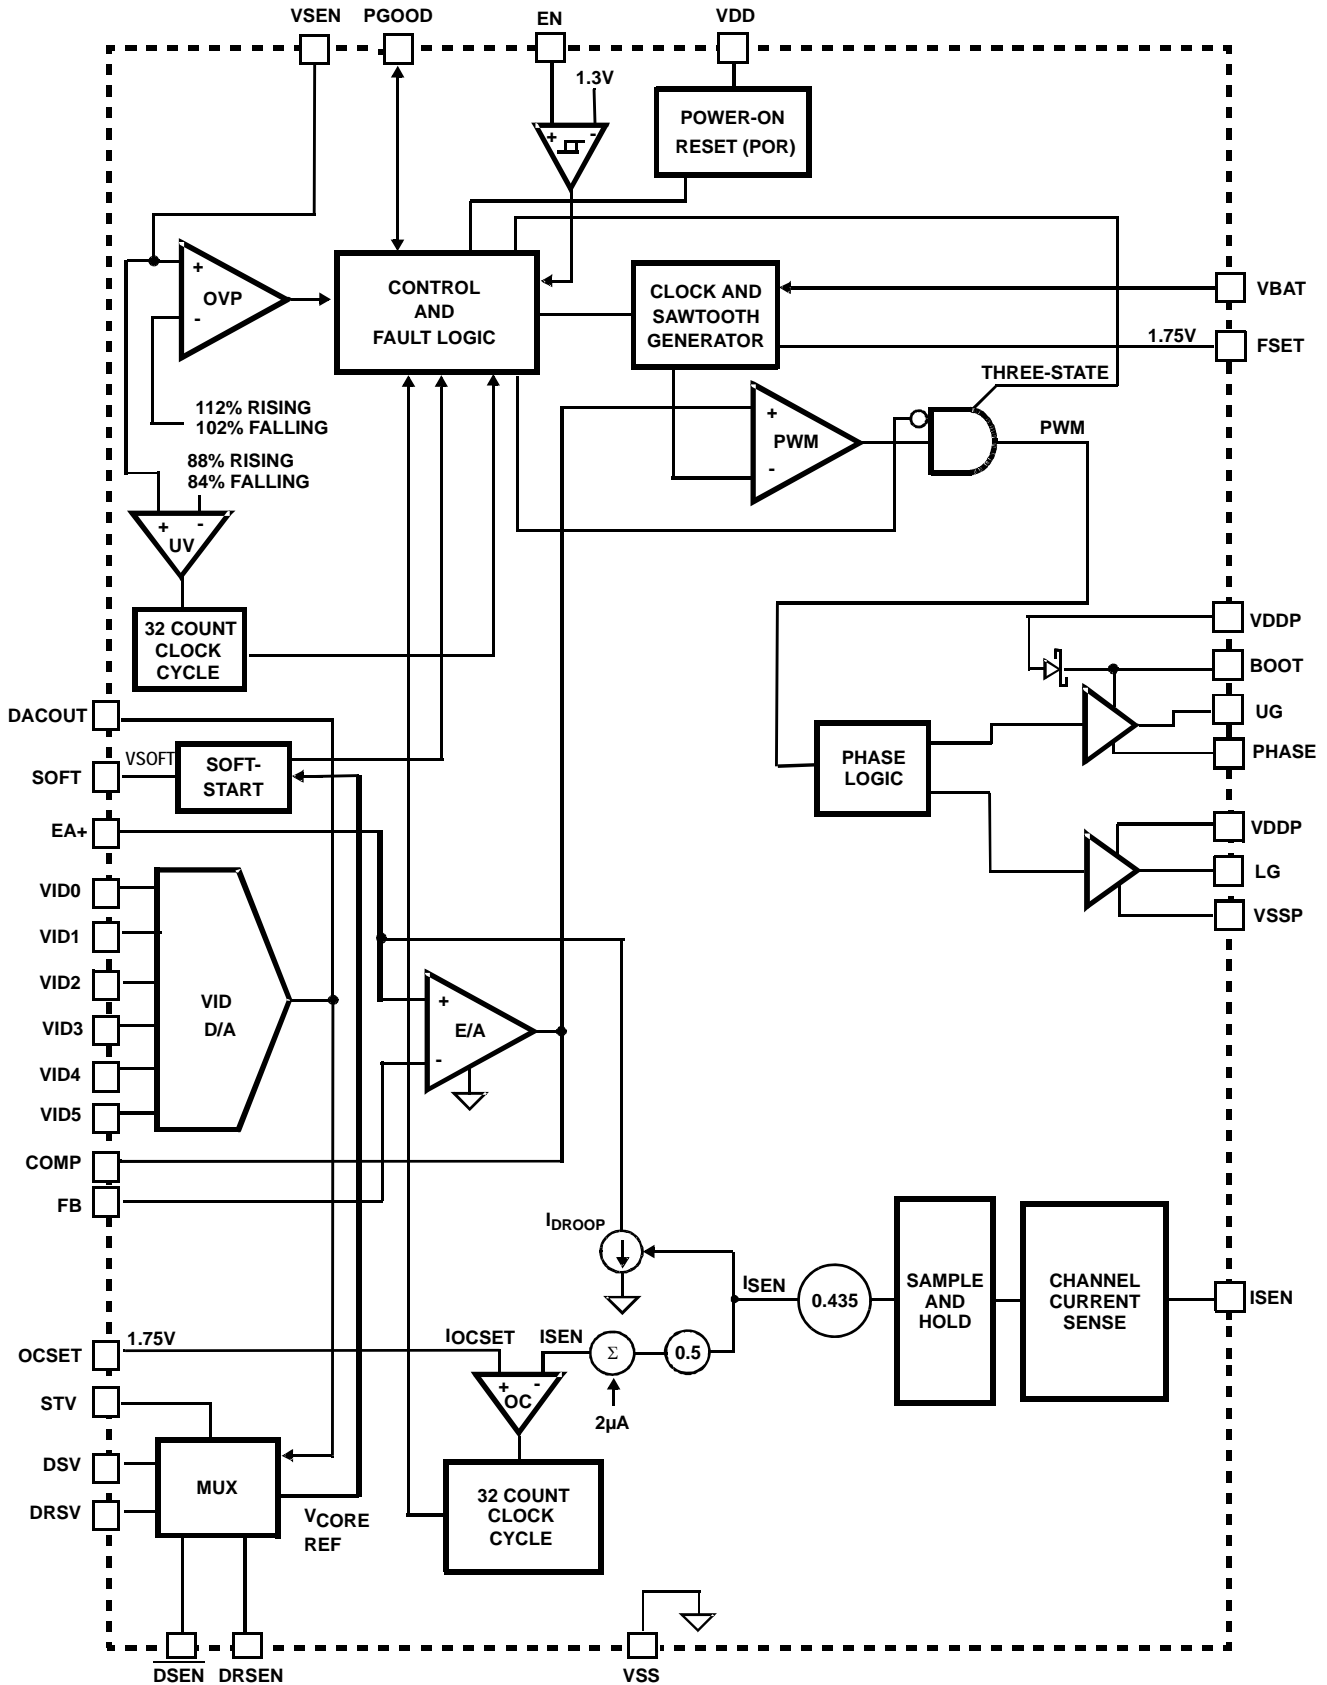 VSEN
PGOOD
EN
VDD
1.3V
+ -
POWER-ON
RESET (POR)
+
OVP
-
CONTROL
AND
FAULT LOGIC
CLOCK AND
SAWTOOTH
GENERATOR
VBAT
1.75V
FSET
THREE-STATE
112% RISING
102% FALLING
+
PWM
-
PWM
88% RISING
84% FALLING
+ -
UV
32 COUNT
CLOCK
CYCLE
VDDP
BOOT
UG
PHASE
DACOUT
VSOFT
SOFT
SOFT-
START
PHASE
LOGIC
EA+
VDDP
LG
VSSP
VID0
VID1
VID2
VID3
VID4
VID5
VID
D/A
+
E/A
-
COMP
FB
IDROOP
ISEN
0.435
SAMPLE
AND
HOLD
CHANNEL
CURRENT
SENSE
ISEN
OCSET
1.75V
IOCSET
ISEN
Σ
0.5
+ -
OC
2µA
STV
DSV
DRSV
MUX
VCORE
REF
32 COUNT
CLOCK
CYCLE
DSEN
DRSEN
VSS